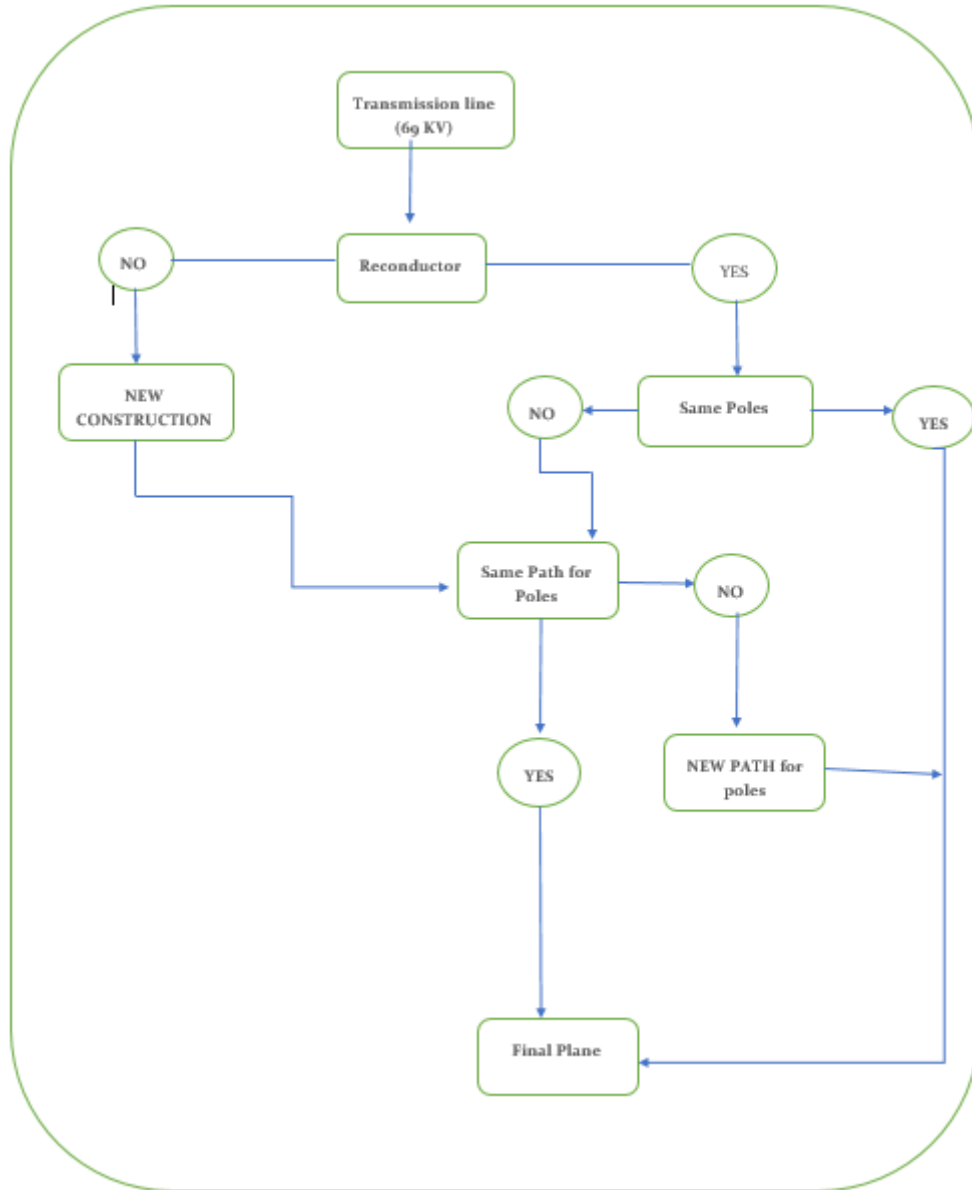 Transmission line
(69 KV)
NO
Reconductor
YES
NEW
CONSTRUCTION
NO
Same Poles
YES
Same Path for
Poles
NO
YES
NEW PATH for
poles
Final Plane